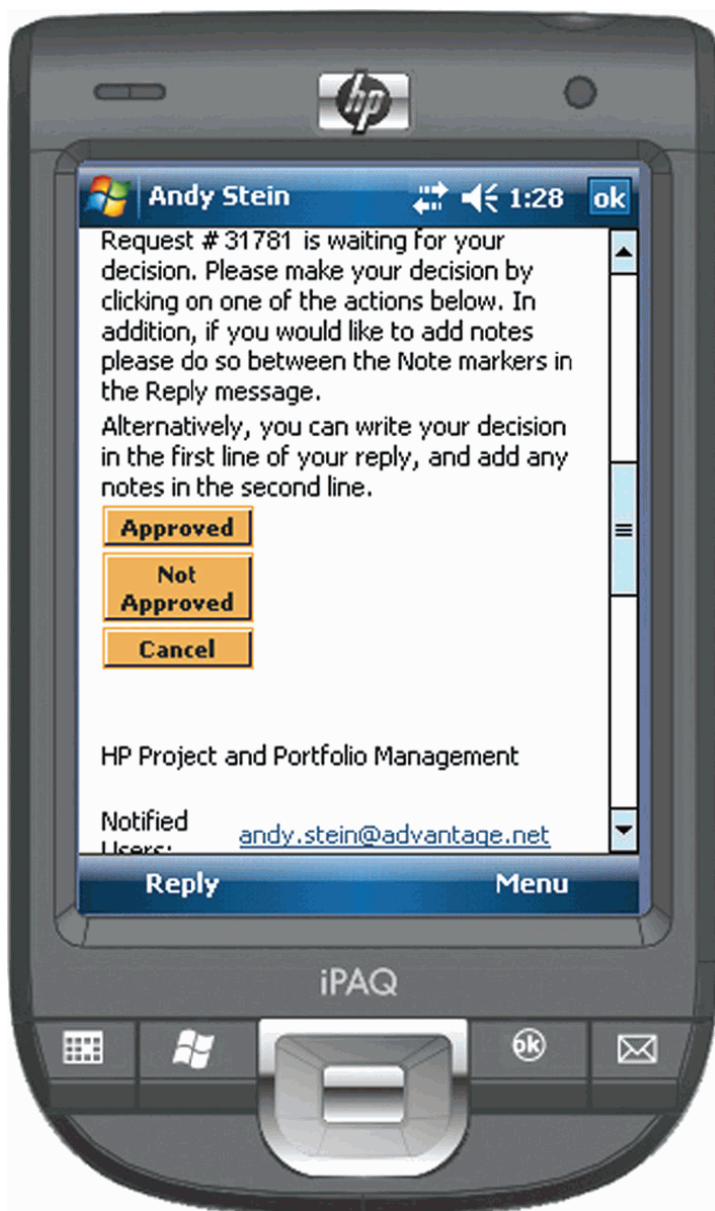 hp
Andy Stein 1:28 ok
Request # 31781 is waiting for your
decision. Please make your decision by
clicking on one of the actions below. In
addition, if you would like to add notes
please do so between the Note markers in
the Reply message.
Alternatively, you can write your decision
in the first line of your reply, and add any
notes in the second line.
Approved
Not
Approved
Cancel
HP Project and Portfolio Management
Notified
Users: andy.stein@advantage.net
Reply Menu
iPAQ
ok